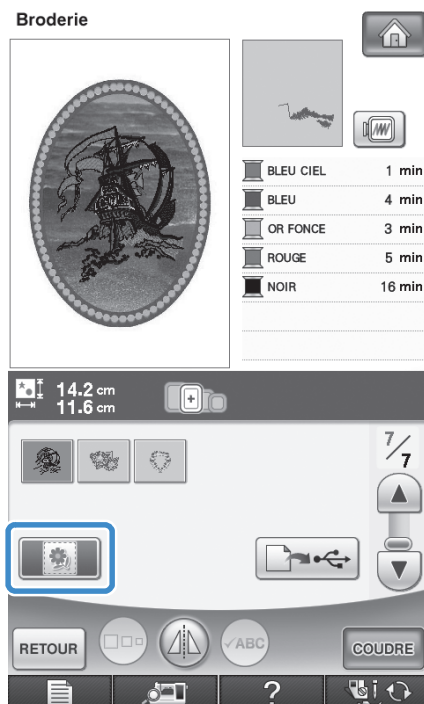 Broderie
BLEU CIEL 1 min
BLEU 4 min
OR FONCE 3 min
ROUGE 5 min
NOIR 16 min
14.2 cm
11.6 cm
7/7
RETOUR
ABC
COUDRE
?